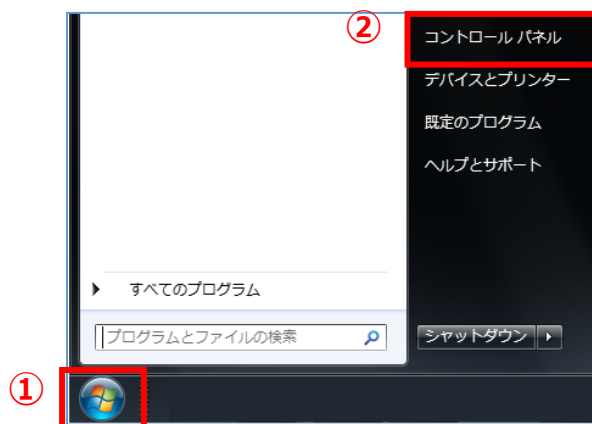 ②
コントロール パネル
デバイスとプリンター
既定のプログラム
ヘルプとサポート
すべてのプログラム
プログラムとファイルの検索
シャットダウン
①